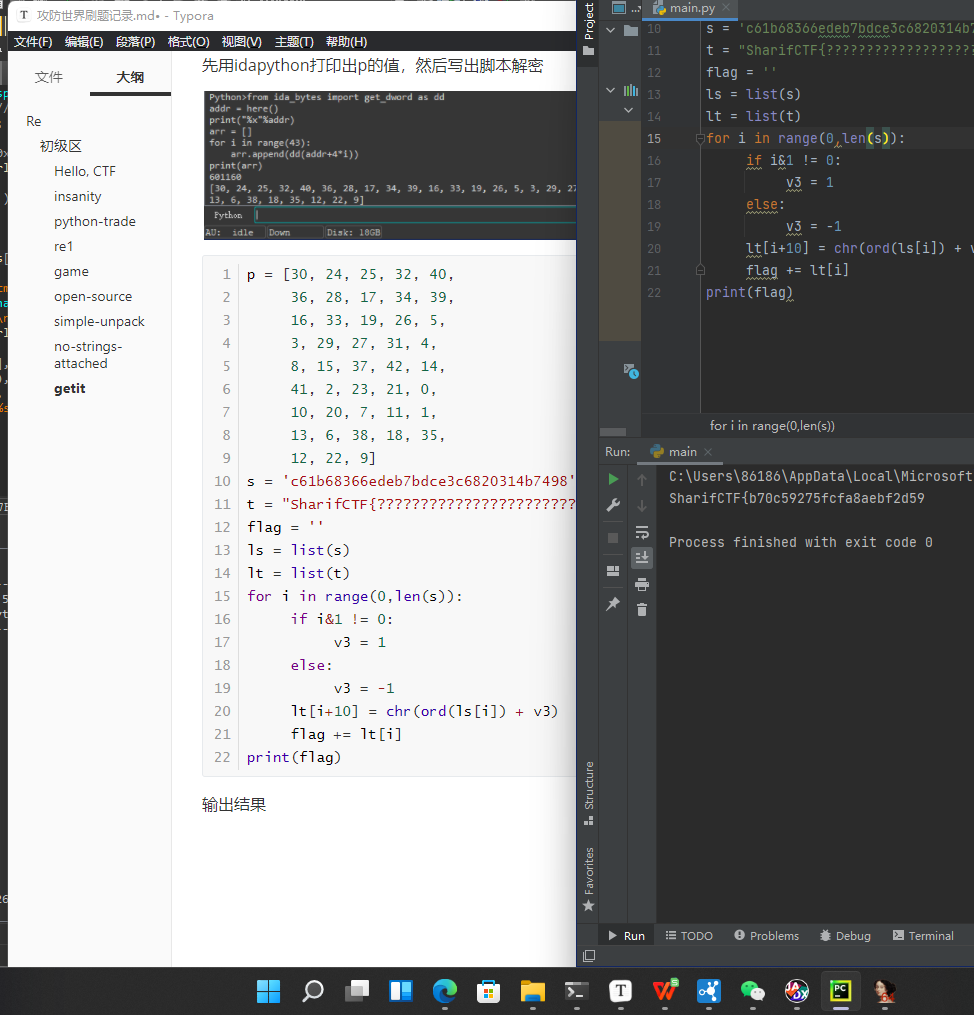 攻防世界刷题记录.md• - Typora
文件(F) 编辑(E) 段落(P) 格式(O) 视图(V) 主题(T) 帮助(H)
文件 大纲
Re
初级区
Hello, CTF
insanity
python-trade
re1
game
open-source
simple-unpack
no-strings-
attached
getit
先用idapython打印出p的值，然后写出脚本解密
Python>from ida_bytes import get_dword as dd
addr = here()
print("%x"%addr)
arr = []
for i in range(43):
arr.append(dd(addr+4*i))
print(arr)
601160
[30, 24, 25, 32, 40, 36, 28, 17, 34, 39, 16, 33, 19, 26, 5, 3, 29, 27
13, 6, 38, 18, 35, 12, 22, 9]
Python
AU: idle Down Disk: 18GB
1 p = [30, 24, 25, 32, 40,
2 36, 28, 17, 34, 39,
3 16, 33, 19, 26, 5,
4 3, 29, 27, 31, 4,
5 8, 15, 37, 42, 14,
6 41, 2, 23, 21, 0,
7 10, 20, 7, 11, 1,
8 13, 6, 38, 18, 35,
9 12, 22, 9]
10 s = 'c61b68366edeb7bdce3c6820314b7498'
11 t = "SharifCTF{???????????????????????
12 flag = ''
13 ls = list(s)
14 lt = list(t)
15 for i in range(0,len(s)):
16 if i&1 != 0:
17 v3 = 1
18 else:
19 v3 = -1
20 lt[i+10] = chr(ord(ls[i]) + v3)
21 flag += lt[i]
22 print(flag)
输出结果
Project
main.py
10 s = 'c61b68366edeb7bdce3c6820314b7
11 t = "SharifCTF{???????????????????
12 flag = ''
13 ls = list(s)
14 lt = list(t)
15 for i in range(0,len(s)):
16 if i&1 != 0:
17 v3 = 1
18 else:
19 v3 = -1
20 lt[i+10] = chr(ord(ls[i]) + v
21 flag += lt[i]
22 print(flag)
for i in range(0,len(s))
Run: main
C:\Users\86186\AppData\Local\Microsoft
SharifCTF{b70c59275fcfa8aebf2d59
Process finished with exit code 0
Structure
Favorites
Run TODO Problems Debug Terminal